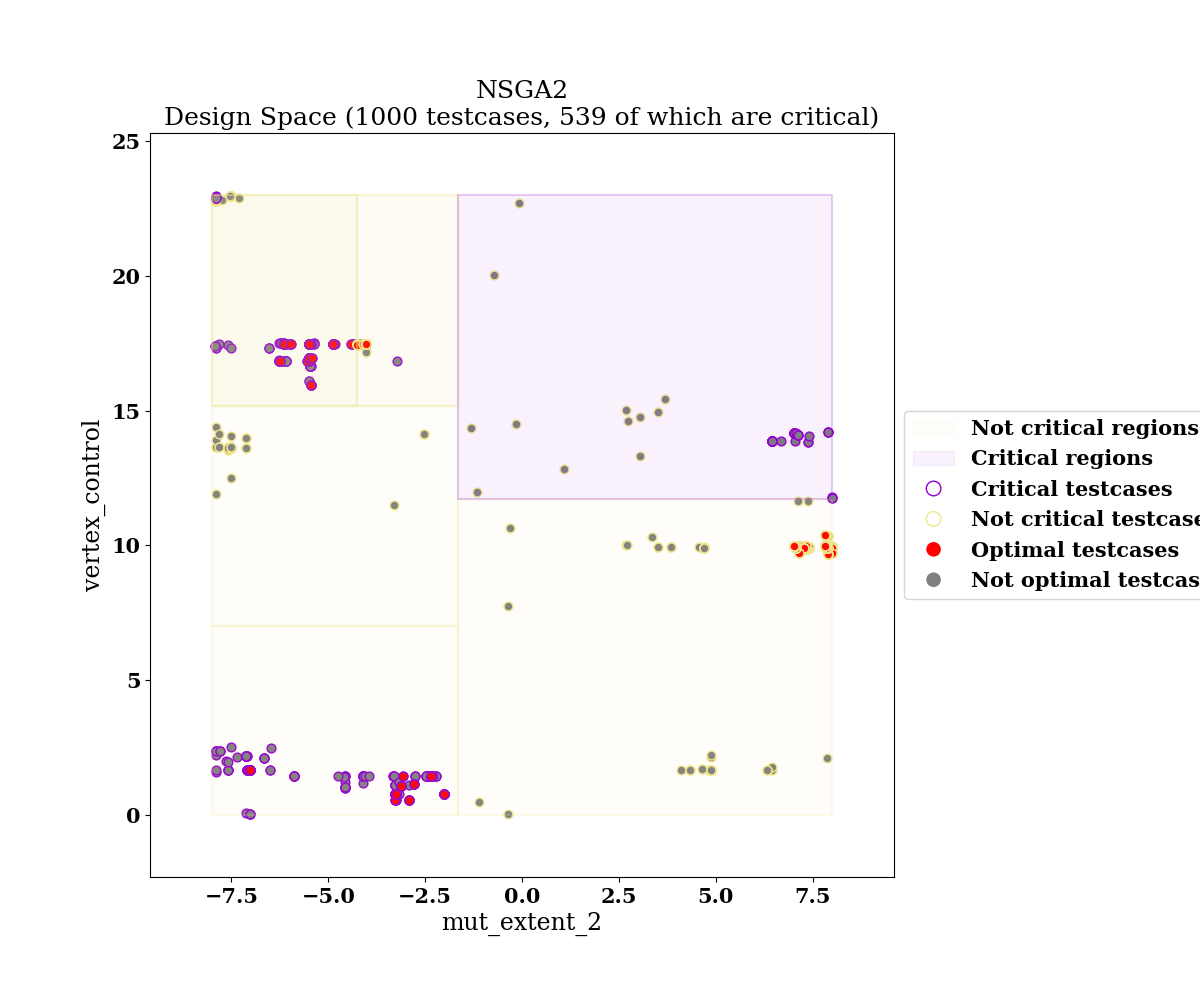 NSGA2
Design Space (1000 testcases, 539 of which are critical)
25
20
15
10
5
0
vertex_control
−7.5
−5.0
−2.5
0.0
2.5
5.0
7.5
mut_extent_2
Not critical regions
Critical regions
Critical testcases
Not critical testcase
Optimal testcases
Not optimal testcas